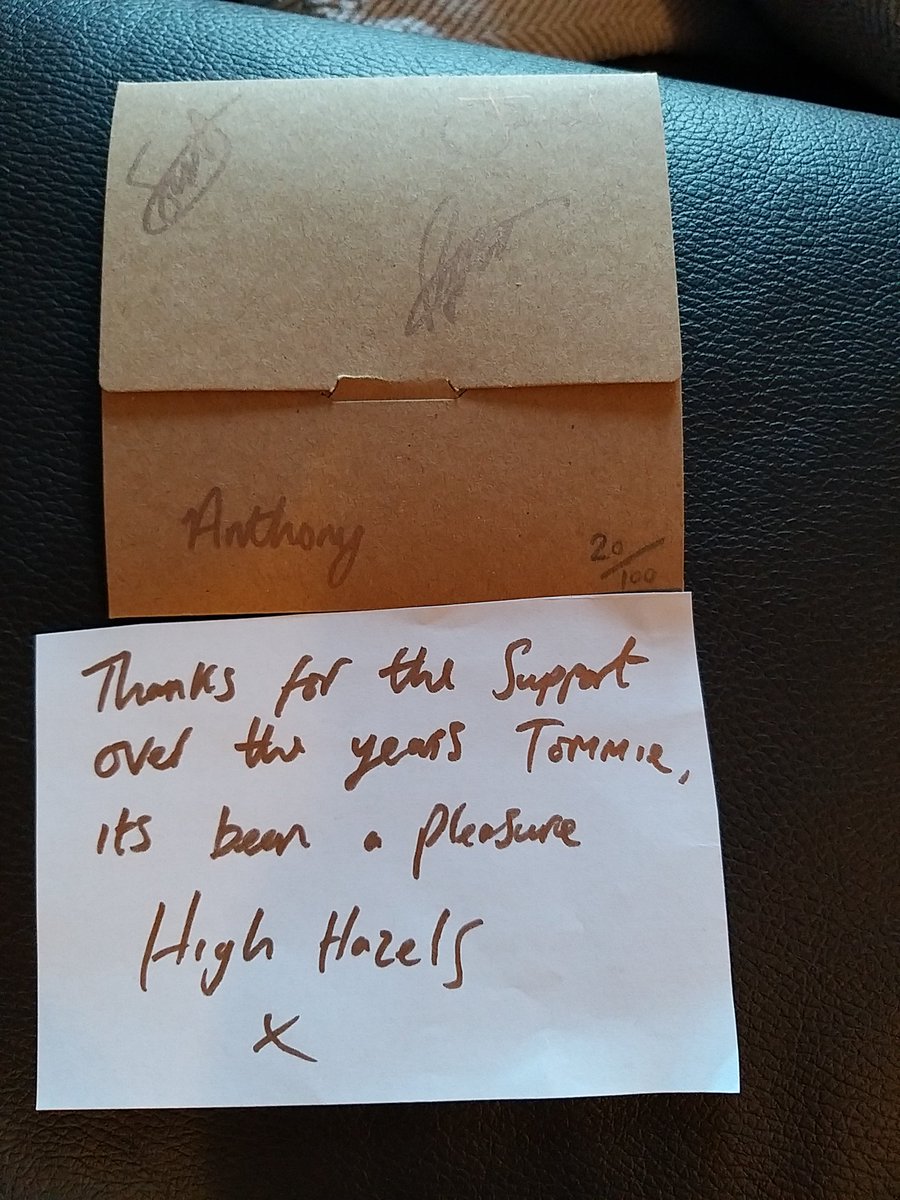 Anthony
20/100
Thanks for the Support
over the years Tommie,
its been a pleasure
High Hazels
x